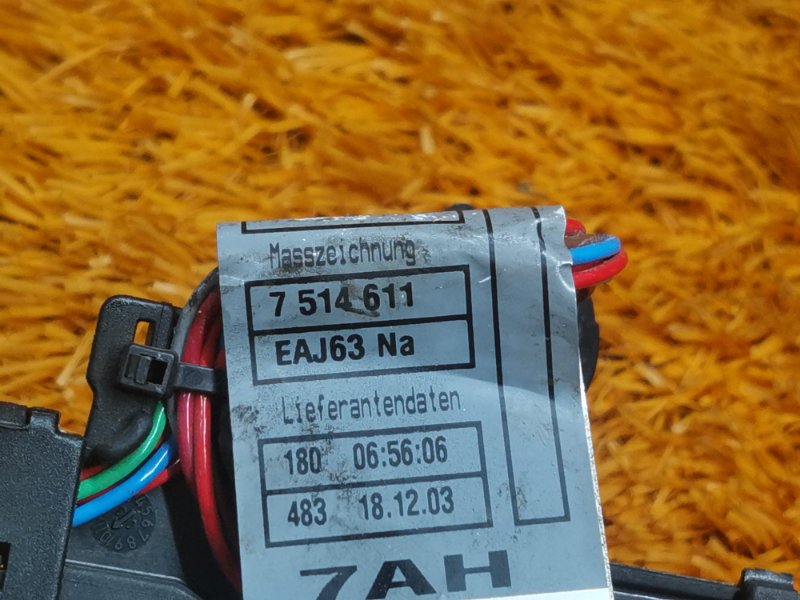 Masszeichnung
7 514 611
EAJ63 Na
Lieferantendaten
180 06:56:06
483 18.12.03
7AH